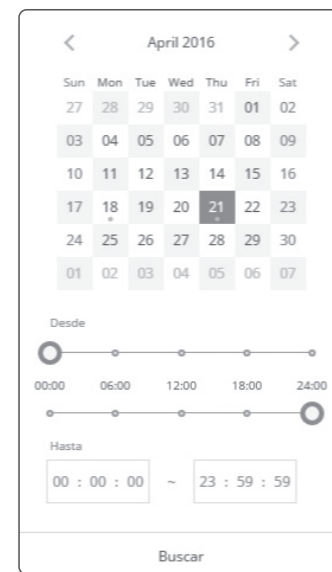 April 2016
Sun Mon Tue Wed Thu Fri Sat
27 28 29 30 31 01 02
03 04 05 06 07 08 09
10 11 12 13 14 15 16
17 18 19 20 21 22 23
24 25 26 27 28 29 30
01 02 03 04 05 06 07
Desde
00:00 06:00 12:00 18:00 24:00
Hasta
00 : 00 : 00 ~ 23 : 59 : 59
Buscar